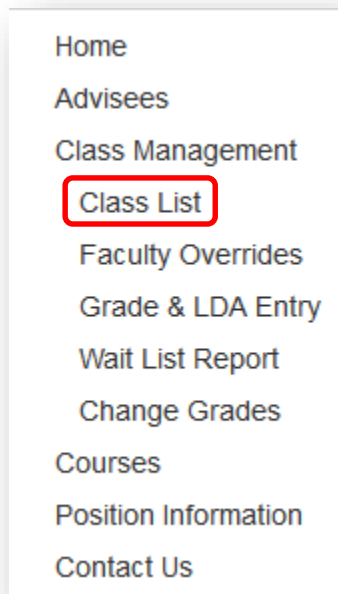 Home
Advisees
Class Management
Class List
Faculty Overrides
Grade & LDA Entry
Wait List Report
Change Grades
Courses
Position Information
Contact Us